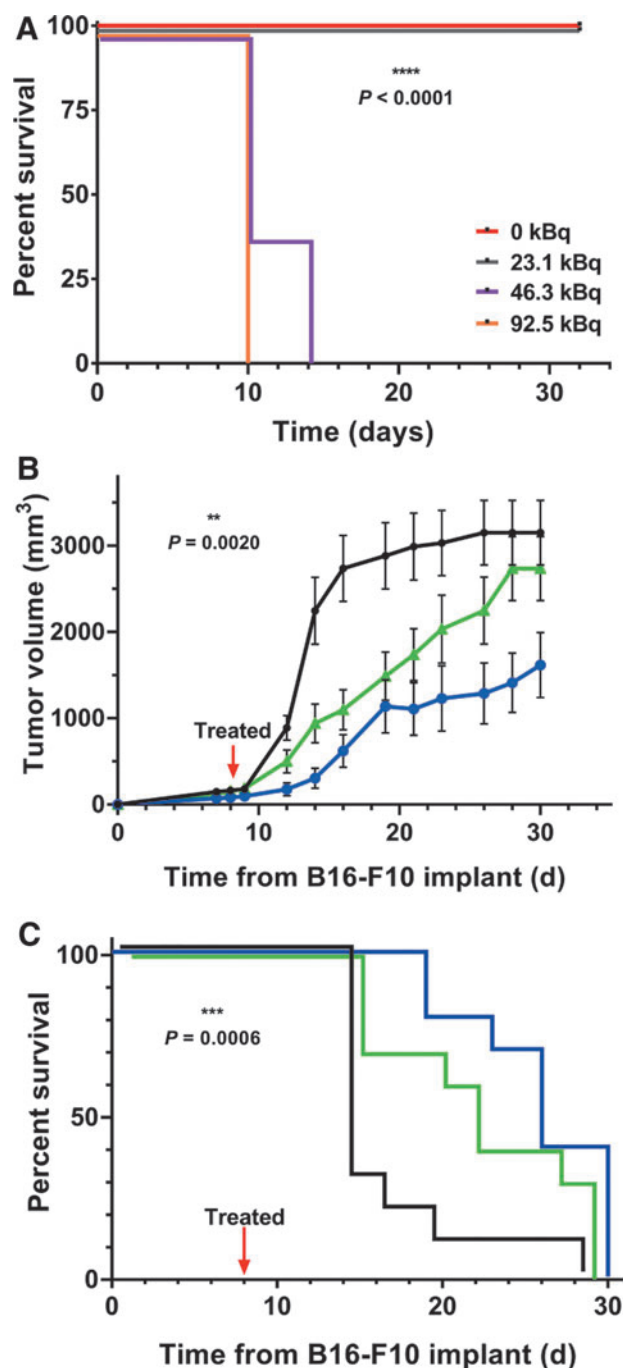 A
100
75
50
25
0
Percent survival
****
P < 0.0001
0 kBq
23.1 kBq
46.3 kBq
92.5 kBq
0 10 20 30
Time (days)
B
3000
2000
1000
0
Tumor volume (mm³)
**
P = 0.0020
Treated
0 10 20 30
Time from B16-F10 implant (d)
C
100
50
0
Percent survival
***
P = 0.0006
Treated
0 10 20 30
Time from B16-F10 implant (d)